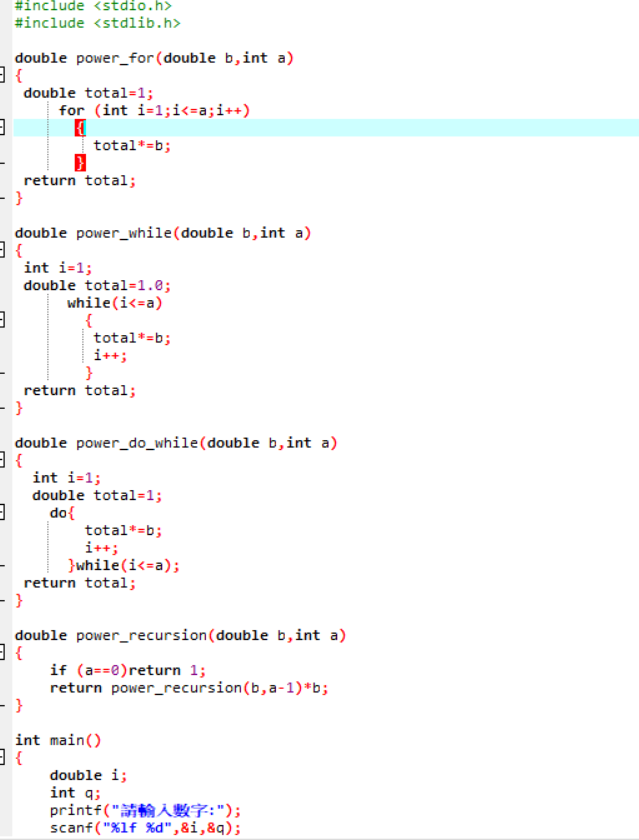 #include <stdio.h>
#include <stdlib.h>
double power_for(double b,int a)
{
double total=1;
for (int i=1;i<=a;i++)
{
total*=b;
}
return total;
}
double power_while(double b,int a)
{
int i=1;
double total=1.0;
while(i<=a)
{
total*=b;
i++;
}
return total;
}
double power_do_while(double b,int a)
{
int i=1;
double total=1;
do{
total*=b;
i++;
}while(i<=a);
return total;
}
double power_recursion(double b,int a)
{
if (a==0)return 1;
return power_recursion(b,a-1)*b;
}
int main()
{
double i;
int q;
printf("請輸入數字:");
scanf("%lf %d",&i,&q);